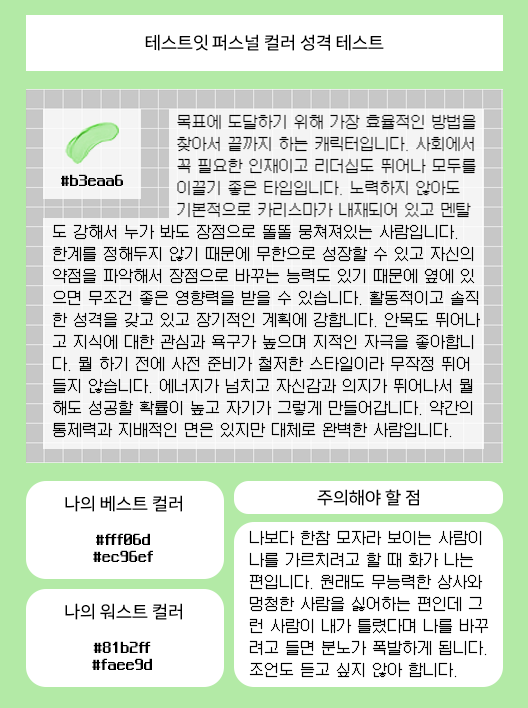 테스트잇 퍼스널 컬러 성격 테스트
#b3eaa6
목표에 도달하기 위해 가장 효율적인 방법을
찾아서 끝까지 하는 캐릭터입니다. 사회에서
꼭 필요한 인재이고 리더십도 뛰어나 모두를
이끌기 좋은 타입입니다. 노력하지 않아도
기본적으로 카리스마가 내재되어 있고 멘탈
도 강해서 누가 봐도 장점으로 똘똘 뭉쳐져있는 사람입니다.
한계를 정해두지 않기 때문에 무한으로 성장할 수 있고 자신의
약점을 파악해서 장점으로 바꾸는 능력도 있기 때문에 옆에 있
으면 무조건 좋은 영향력을 받을 수 있습니다. 활동적이고 솔직
한 성격을 갖고 있고 장기적인 계획에 강합니다. 안목도 뛰어나
고 지식에 대한 관심과 욕구가 높으며 지적인 자극을 좋아합니
다. 뭘 하기 전에 사전 준비가 철저한 스타일이라 무작정 뛰어
들지 않습니다. 에너지가 넘치고 자신감과 의지가 뛰어나서 뭘
해도 성공할 확률이 높고 자기가 그렇게 만들어갑니다. 약간의
통제력과 지배적인 면은 있지만 대체로 완벽한 사람입니다.
나의 베스트 컬러
#fff06d
#ec96ef
나의 워스트 컬러
#81b2ff
#faee9d
주의해야 할 점
나보다 한참 모자라 보이는 사람이
나를 가르치려고 할 때 화가 나는
편입니다. 원래도 무능력한 상사와
멍청한 사람을 싫어하는 편인데 그
런 사람이 내가 틀렸다며 나를 바꾸
려고 들면 분노가 폭발하게 됩니다.
조언도 듣고 싶지 않아 합니다.